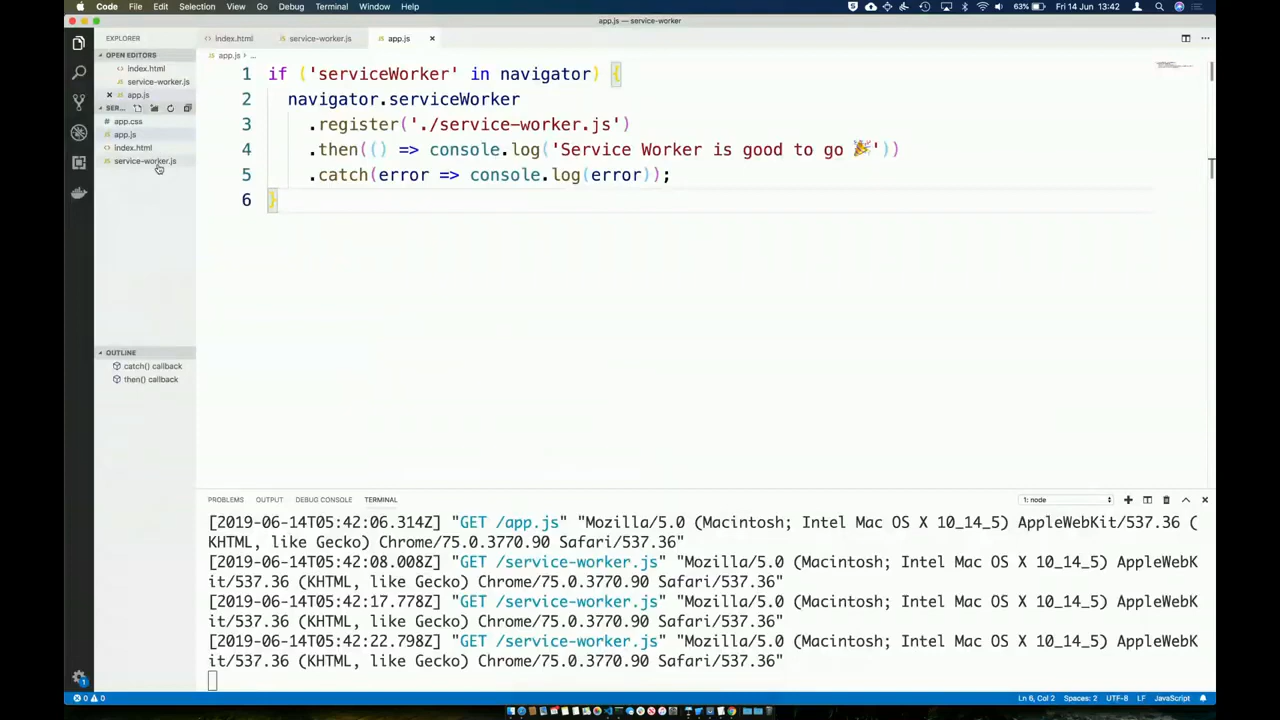 Code File Edit Selection View Go Debug Terminal Window Help 63% Fri 14 Jun 13:42
app.js — service-worker
EXPLORER
OPEN EDITORS
index.html
service-worker.js
app.js
SER...
app.css
app.js
index.html
service-worker.js
OUTLINE
catch() callback
then() callback
index.html service-worker.js app.js
app.js › ...
1 if ('serviceWorker' in navigator) {
2 navigator.serviceWorker
3 .register('./service-worker.js')
4 .then(() => console.log('Service Worker is good to go 🎉'))
5 .catch(error => console.log(error));
6 }
PROBLEMS OUTPUT DEBUG CONSOLE TERMINAL 1: node
[2019-06-14T05:42:06.314Z] "GET /app.js" "Mozilla/5.0 (Macintosh; Intel Mac OS X 10_14_5) AppleWebKit/537.36 (
KHTML, like Gecko) Chrome/75.0.3770.90 Safari/537.36"
[2019-06-14T05:42:08.008Z] "GET /service-worker.js" "Mozilla/5.0 (Macintosh; Intel Mac OS X 10_14_5) AppleWebK
it/537.36 (KHTML, like Gecko) Chrome/75.0.3770.90 Safari/537.36"
[2019-06-14T05:42:17.778Z] "GET /service-worker.js" "Mozilla/5.0 (Macintosh; Intel Mac OS X 10_14_5) AppleWebK
it/537.36 (KHTML, like Gecko) Chrome/75.0.3770.90 Safari/537.36"
[2019-06-14T05:42:22.798Z] "GET /service-worker.js" "Mozilla/5.0 (Macintosh; Intel Mac OS X 10_14_5) AppleWebK
it/537.36 (KHTML, like Gecko) Chrome/75.0.3770.90 Safari/537.36"
0 0 Ln 6, Col 2 Spaces: 2 UTF-8 LF JavaScript